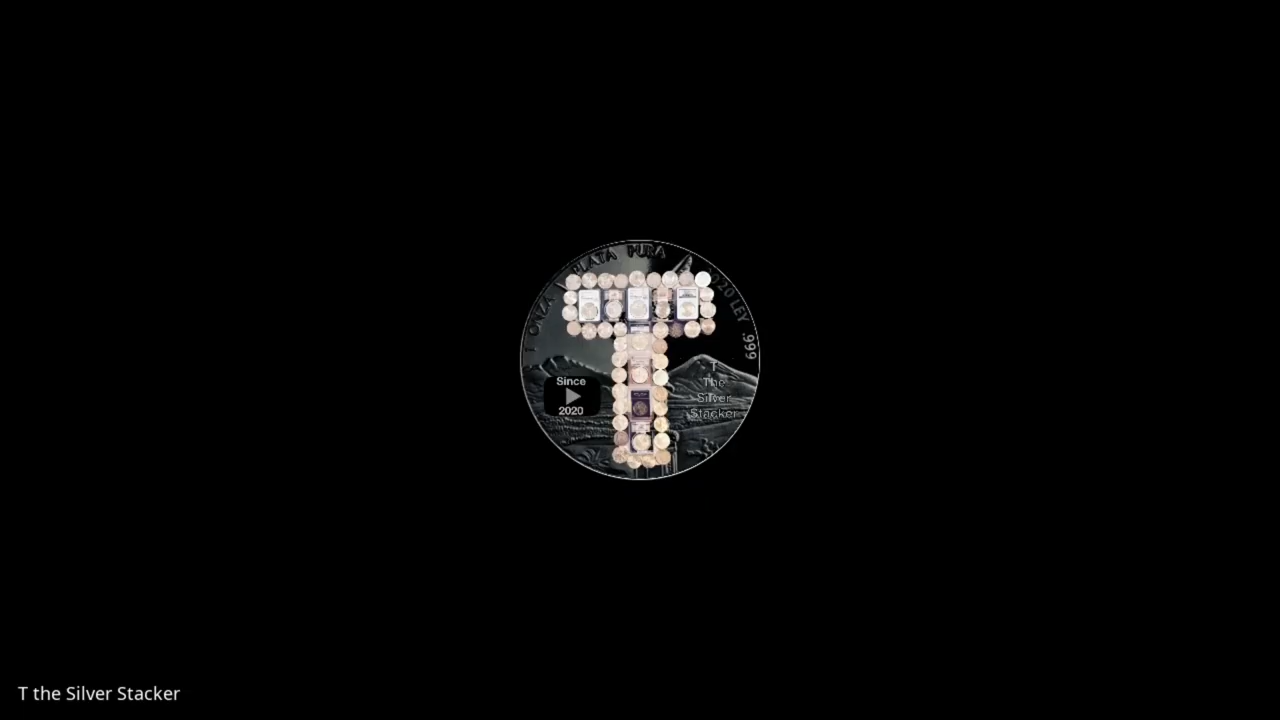 1 ONZA PLATA PURA 2020 LEY .999
Since
2020
T
The
Silver
Stacker
T the Silver Stacker